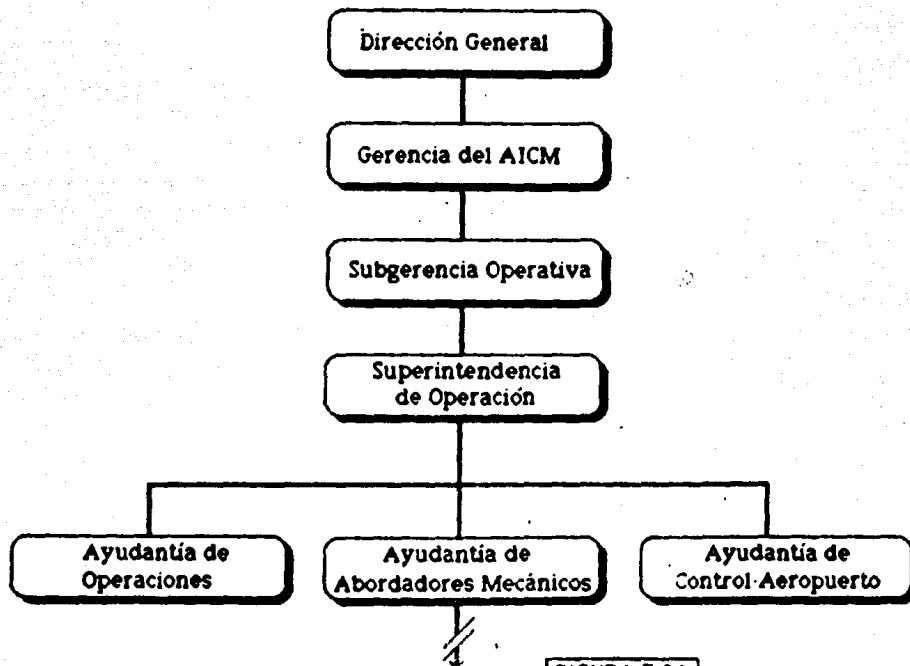 Dirección General
Gerencia del AICM
Subgerencia Operativa
Superintendencia
de Operación
Ayudantía de
Operaciones
Ayudantía de
Abordadores Mecánicos
Ayudantía de
Control-Aeropuerto